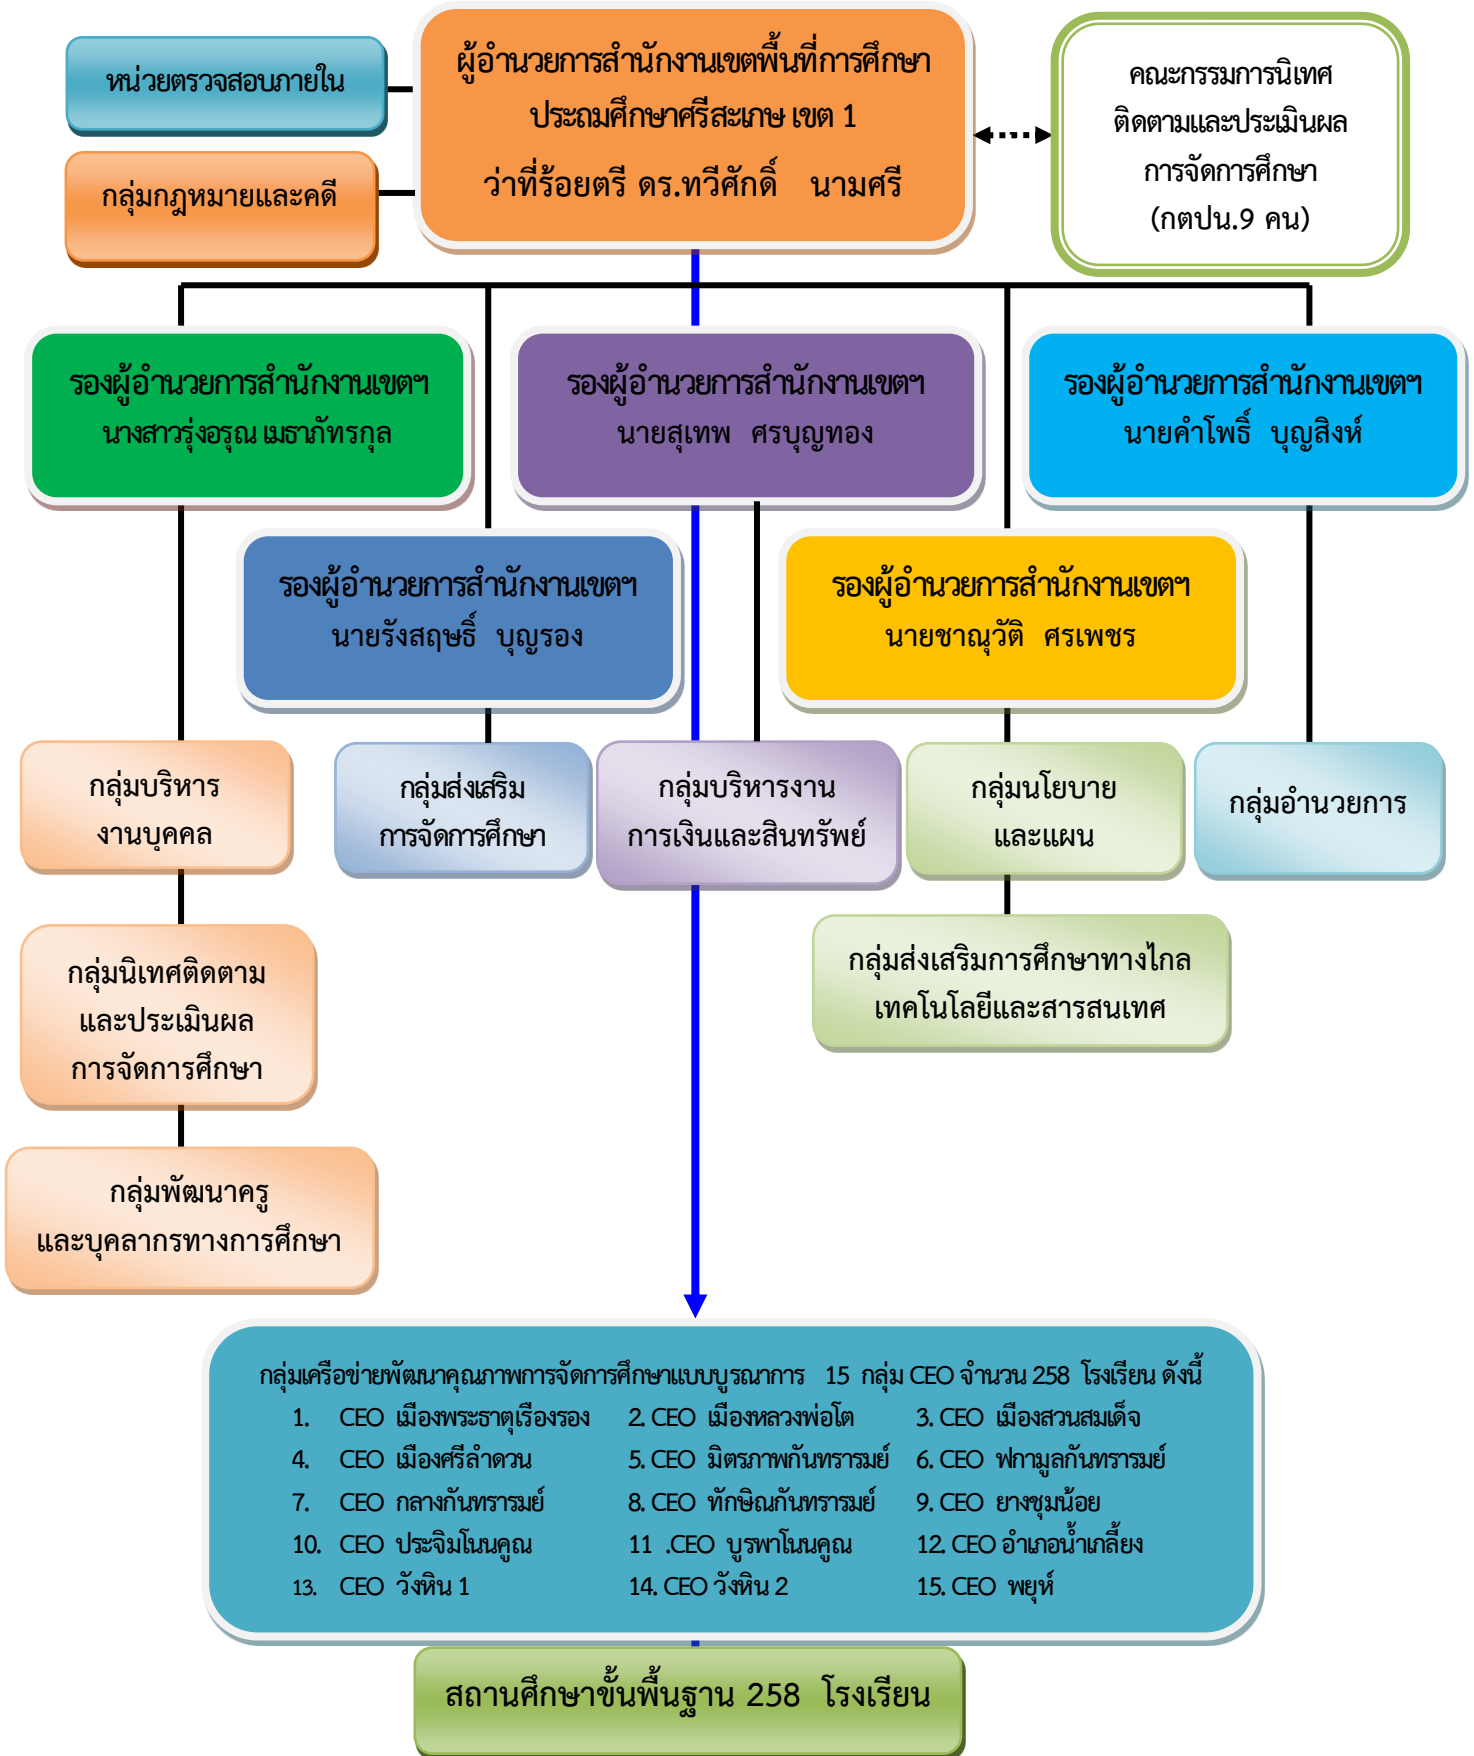 หน่วยตรวจสอบภายใน
กลุ่มกฎหมายและคดี
ผู้อำนวยการสำนักงานเขตพื้นที่การศึกษา
ประถมศึกษาศรีสะเกษ เขต 1
ว่าที่ร้อยตรี ดร.ทวีศักดิ์ นามศรี
คณะกรรมการนิเทศ
ติดตามและประเมินผล
การจัดการศึกษา
(กตปน.9 คน)
รองผู้อำนวยการสำนักงานเขตฯ
นางสาวรุ่งอรุณ เมธาภัทรกุล
รองผู้อำนวยการสำนักงานเขตฯ
นายสุเทพ ศรบุญทอง
รองผู้อำนวยการสำนักงานเขตฯ
นายคำโพธิ์ บุญสิงห์
รองผู้อำนวยการสำนักงานเขตฯ
นายรังสฤษธิ์ บุญรอง
รองผู้อำนวยการสำนักงานเขตฯ
นายชาณุวัติ ศรเพชร
กลุ่มบริหาร
งานบุคคล
กลุ่มส่งเสริม
การจัดการศึกษา
กลุ่มบริหารงาน
การเงินและสินทรัพย์
กลุ่มนโยบาย
และแผน
กลุ่มอำนวยการ
กลุ่มนิเทศติดตาม
และประเมินผล
การจัดการศึกษา
กลุ่มส่งเสริมการศึกษาทางไกล
เทคโนโลยีและสารสนเทศ
กลุ่มพัฒนาครู
และบุคลากรทางการศึกษา
กลุ่มเครือข่ายพัฒนาคุณภาพการจัดการศึกษาแบบบูรณาการ 15 กลุ่ม CEO จำนวน 258 โรงเรียน ดังนี้
1. CEO เมืองพระธาตุเรืองรอง 2. CEO เมืองหลวงพ่อโต 3. CEO เมืองสวนสมเด็จ
4. CEO เมืองศรีลำดวน 5. CEO มิตรภาพกันทรารมย์ 6. CEO ฟกามูลกันทรารมย์
7. CEO กลางกันทรารมย์ 8. CEO ทักษิณกันทรารมย์ 9. CEO ยางชุมน้อย
10. CEO ประจิมโนนคูณ 11 .CEO บูรพาโนนคูณ 12. CEO อำเภอน้ำเกลี้ยง
13. CEO วังหิน 1 14. CEO วังหิน 2 15. CEO พยุห์
สถานศึกษาขั้นพื้นฐาน 258 โรงเรียน